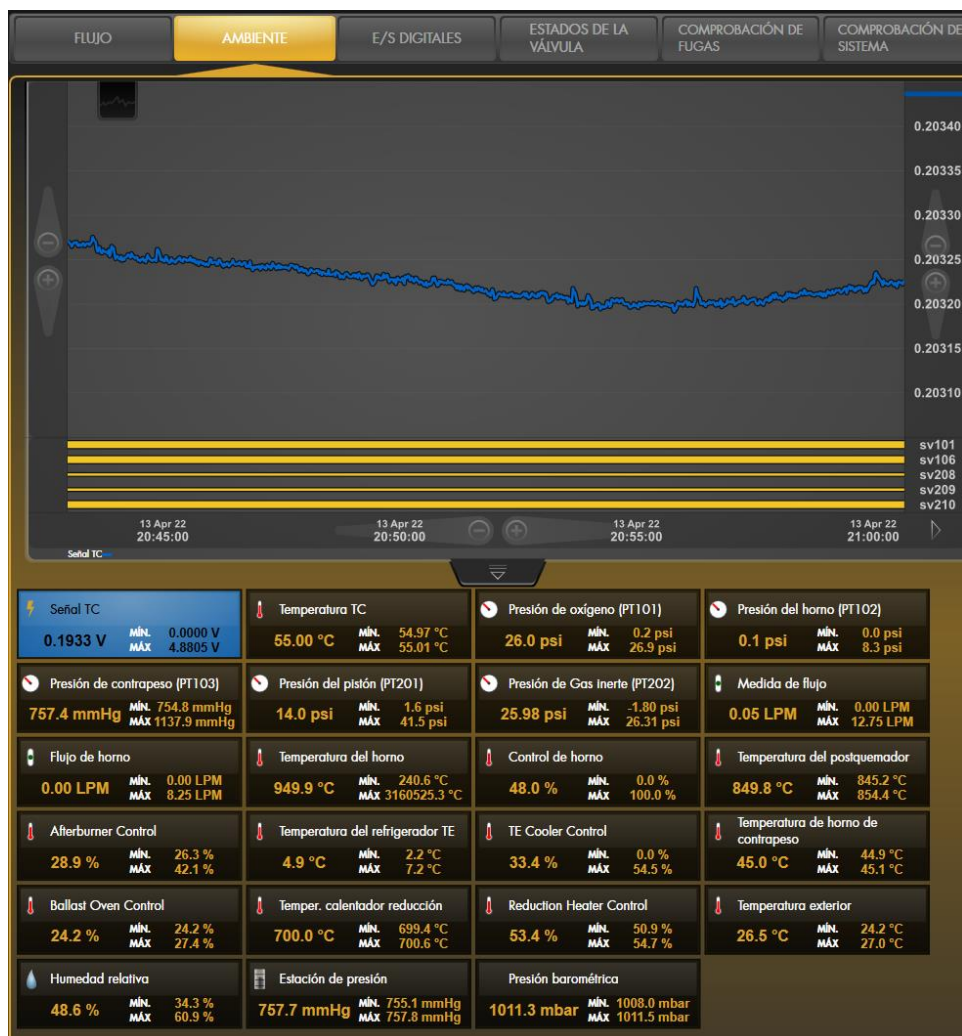 FLUJO
AMBIENTE
E/S DIGITALES
ESTADOS DE LA
VÁLVULA
COMPROBACIÓN DE
FUGAS
COMPROBACIÓN DE
SISTEMA
0.20340
0.20335
0.20330
0.20325
0.20320
0.20315
0.20310
sv101
sv106
sv208
sv209
sv210
13 Apr 22
20:45:00
13 Apr 22
20:50:00
13 Apr 22
20:55:00
13 Apr 22
21:00:00
Señal TC
Señal TC
0.1933 V
MÍN. 0.0000 V
MÁX 4.8805 V
Temperatura TC
55.00 °C
MÍN. 54.97 °C
MÁX 55.01 °C
Presión de oxígeno (PT101)
26.0 psi
MÍN. 0.2 psi
MÁX 26.9 psi
Presión del horno (PT102)
0.1 psi
MÍN. 0.0 psi
MÁX 8.3 psi
Presión de contrapeso (PT103)
757.4 mmHg
MÍN. 754.8 mmHg
MÁX 1137.9 mmHg
Presión del pistón (PT201)
14.0 psi
MÍN. 1.6 psi
MÁX 41.5 psi
Presión de Gas inerte (PT202)
25.98 psi
MÍN. -1.80 psi
MÁX 26.31 psi
Medida de flujo
0.05 LPM
MÍN. 0.00 LPM
MÁX 12.75 LPM
Flujo de horno
0.00 LPM
MÍN. 0.00 LPM
MÁX 8.25 LPM
Temperatura del horno
949.9 °C
MÍN. 240.6 °C
MÁX 3160525.3 °C
Control de horno
48.0 %
MÍN. 0.0 %
MÁX 100.0 %
Temperatura del postquemador
849.8 °C
MÍN. 845.2 °C
MÁX 854.4 °C
Afterburner Control
28.9 %
MÍN. 26.3 %
MÁX 42.1 %
Temperatura del refrigerador TE
4.9 °C
MÍN. 2.2 °C
MÁX 7.2 °C
TE Cooler Control
33.4 %
MÍN. 0.0 %
MÁX 54.5 %
Temperatura de horno de
contrapeso
45.0 °C
MÍN. 44.9 °C
MÁX 45.1 °C
Ballast Oven Control
24.2 %
MÍN. 24.2 %
MÁX 27.4 %
Temper. calentador reducción
700.0 °C
MÍN. 699.4 °C
MÁX 700.6 °C
Reduction Heater Control
53.4 %
MÍN. 50.9 %
MÁX 54.7 %
Temperatura exterior
26.5 °C
MÍN. 24.2 °C
MÁX 27.0 °C
Humedad relativa
48.6 %
MÍN. 34.3 %
MÁX 60.9 %
Estación de presión
757.7 mmHg
MÍN. 755.1 mmHg
MÁX 757.8 mmHg
Presión barométrica
1011.3 mbar
MÍN. 1008.0 mbar
MÁX 1011.5 mbar